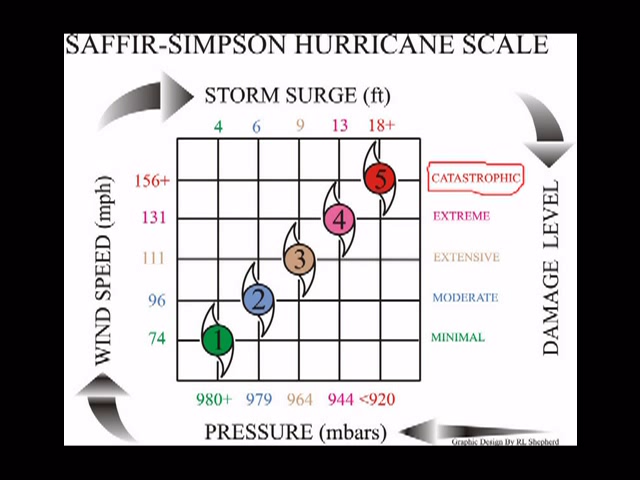 SAFFIR-SIMPSON HURRICANE SCALE
STORM SURGE (ft)
4 6 9 13 18+
156+ 5 CATASTROPHIC
131 4 EXTREME
111 3 EXTENSIVE
96 2 MODERATE
74 1 MINIMAL
WIND SPEED (mph)
DAMAGE LEVEL
980+ 979 964 944 <920
PRESSURE (mbars)
Graphic Design By RL Shepherd